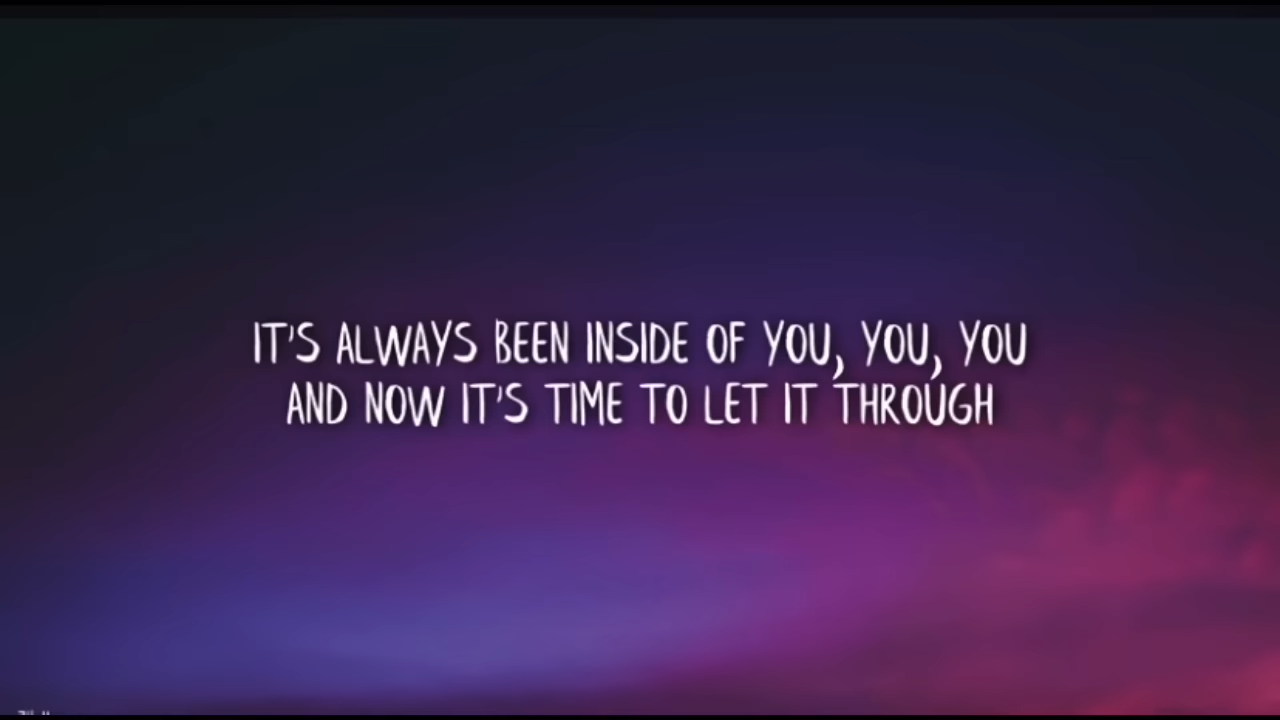 IT'S ALWAYS BEEN INSIDE OF YOU, YOU, YOU
AND NOW IT'S TIME TO LET IT THROUGH